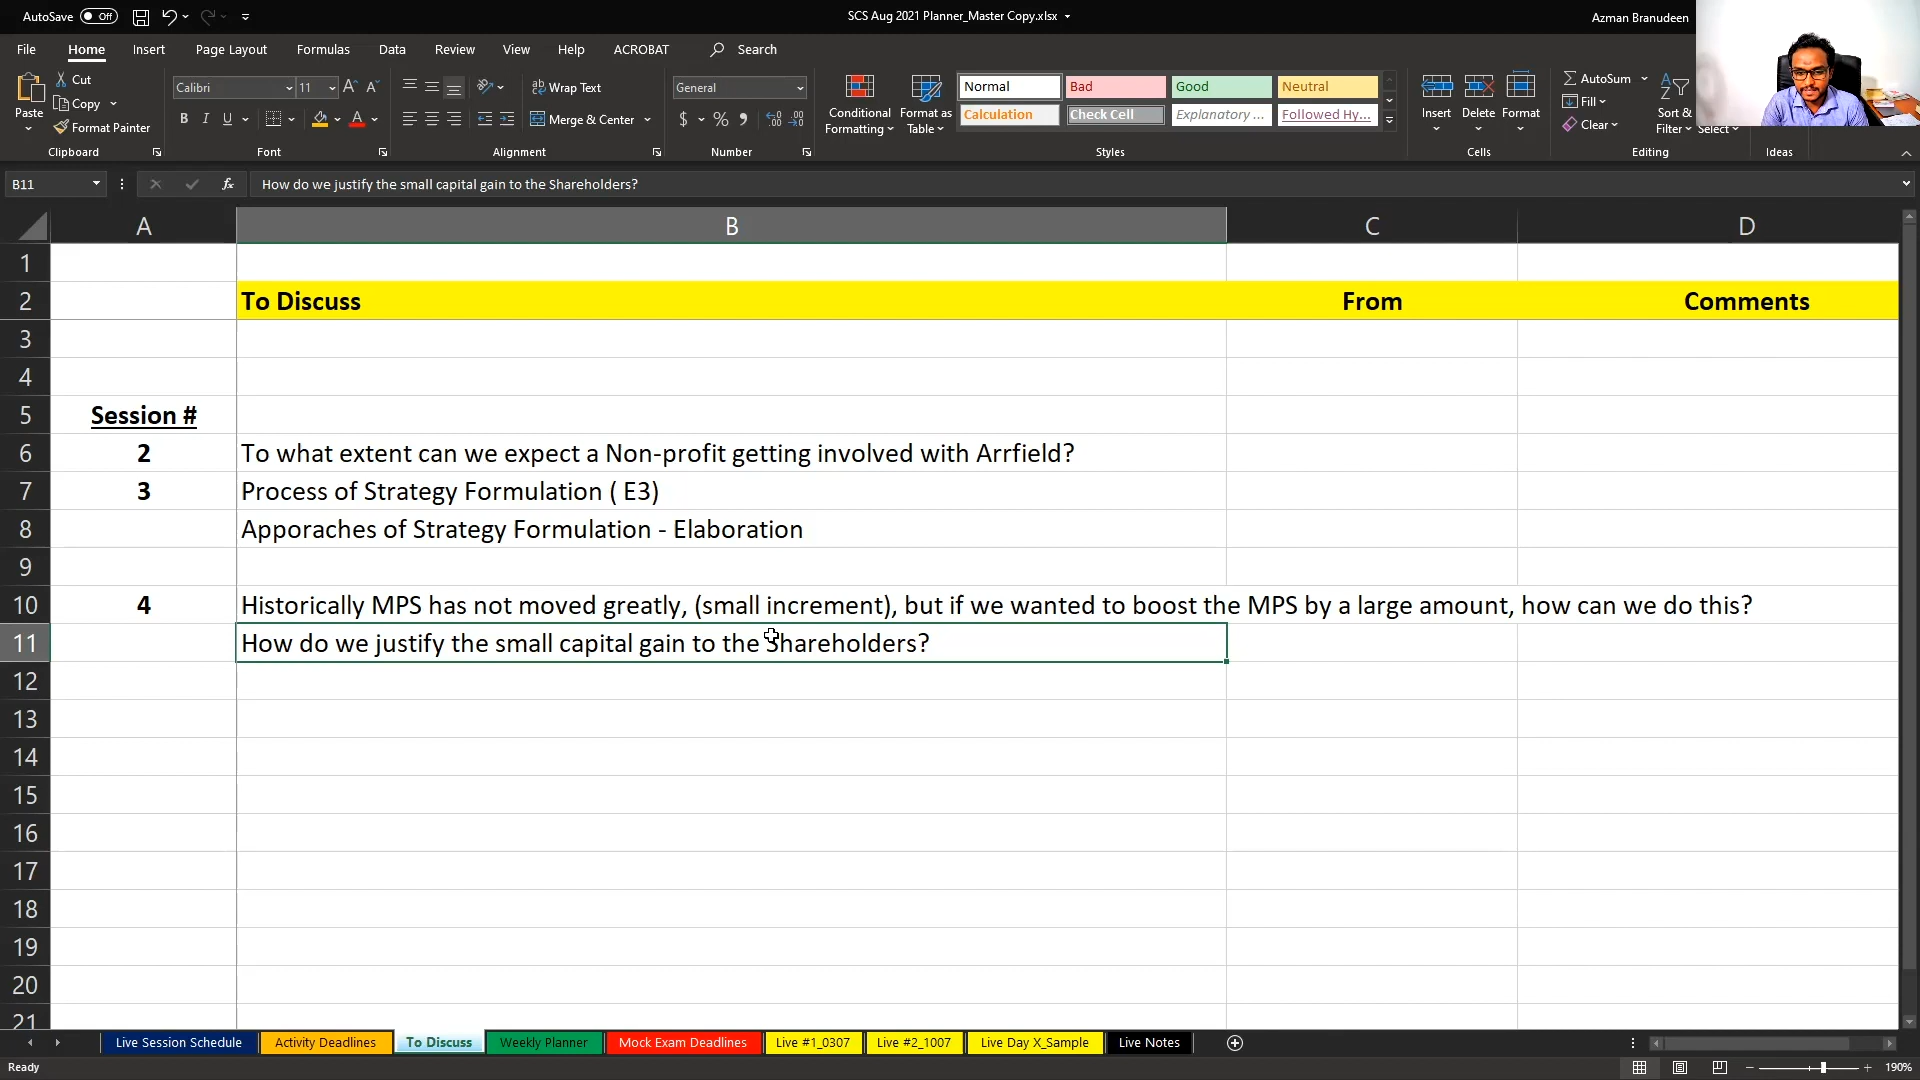 AutoSave Off SCS Aug 2021 Planner_Master Copy.xlsx Azman Branudeen
File Home Insert Page Layout Formulas Data Review View Help ACROBAT Search
Paste Cut Copy Format Painter
Calibri 11 A A
B I U A
Wrap Text
Merge & Center
General
$ % 9
Conditional Formatting Format as Table
Normal Bad Good Neutral
Calculation Check Cell Explanatory ... Followed Hy...
Insert Delete Format
AutoSum Fill Clear
Sort & Filter Select
Clipboard Font Alignment Number Styles Cells Editing Ideas
B11 fx How do we justify the small capital gain to the Shareholders?
A B C D
1
2 To Discuss From Comments
3
4
5 Session #
6 2 To what extent can we expect a Non-profit getting involved with Arrfield?
7 3 Process of Strategy Formulation ( E3)
8 Apporaches of Strategy Formulation - Elaboration
9
10 4 Historically MPS has not moved greatly, (small increment), but if we wanted to boost the MPS by a large amount, how can we do this?
11 How do we justify the small capital gain to the Shareholders?
12
13
14
15
16
17
18
19
20
21
Live Session Schedule Activity Deadlines To Discuss Weekly Planner Mock Exam Deadlines Live #1_0307 Live #2_1007 Live Day X_Sample Live Notes
Ready 190%